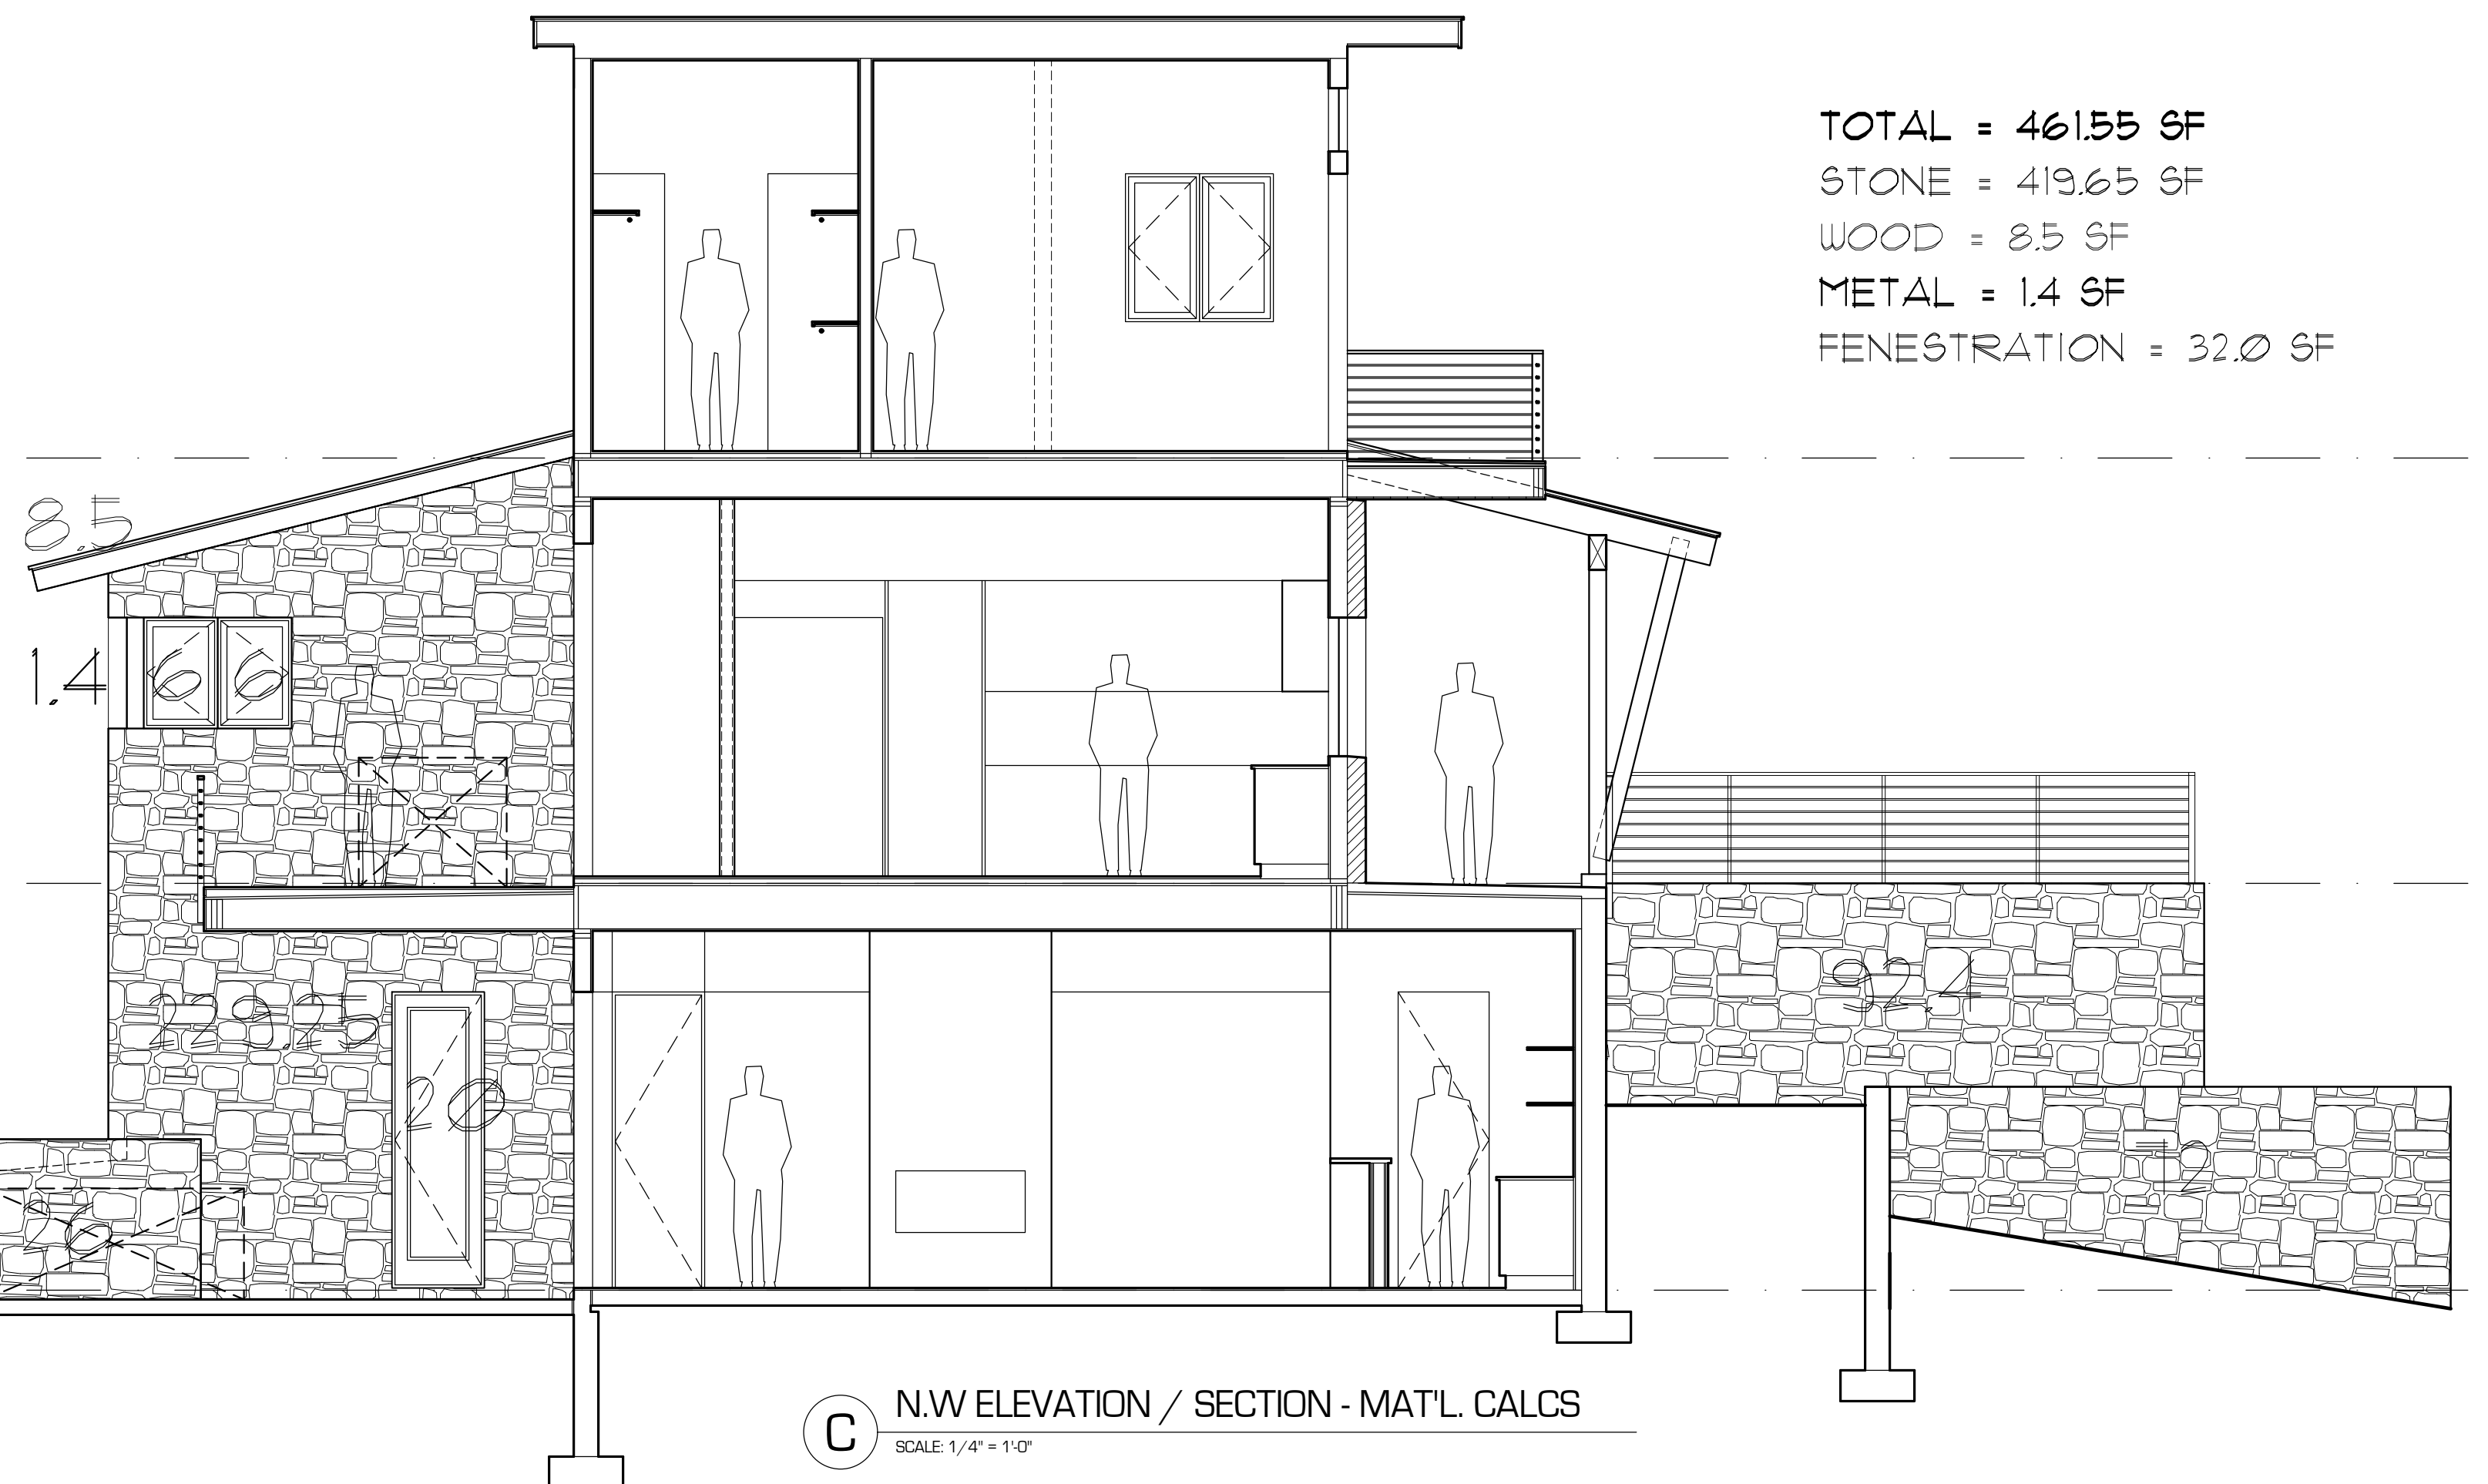 TOTAL = 461.55 SF
STONE = 419.65 SF
WOOD = 8.5 SF
METAL = 1.4 SF
FENESTRATION = 32.0 SF
8.5
1.4
6 6
229.25
92.4
20
72
26
C
N.W ELEVATION / SECTION - MAT'L. CALCS
SCALE: 1/4" = 1'-0"